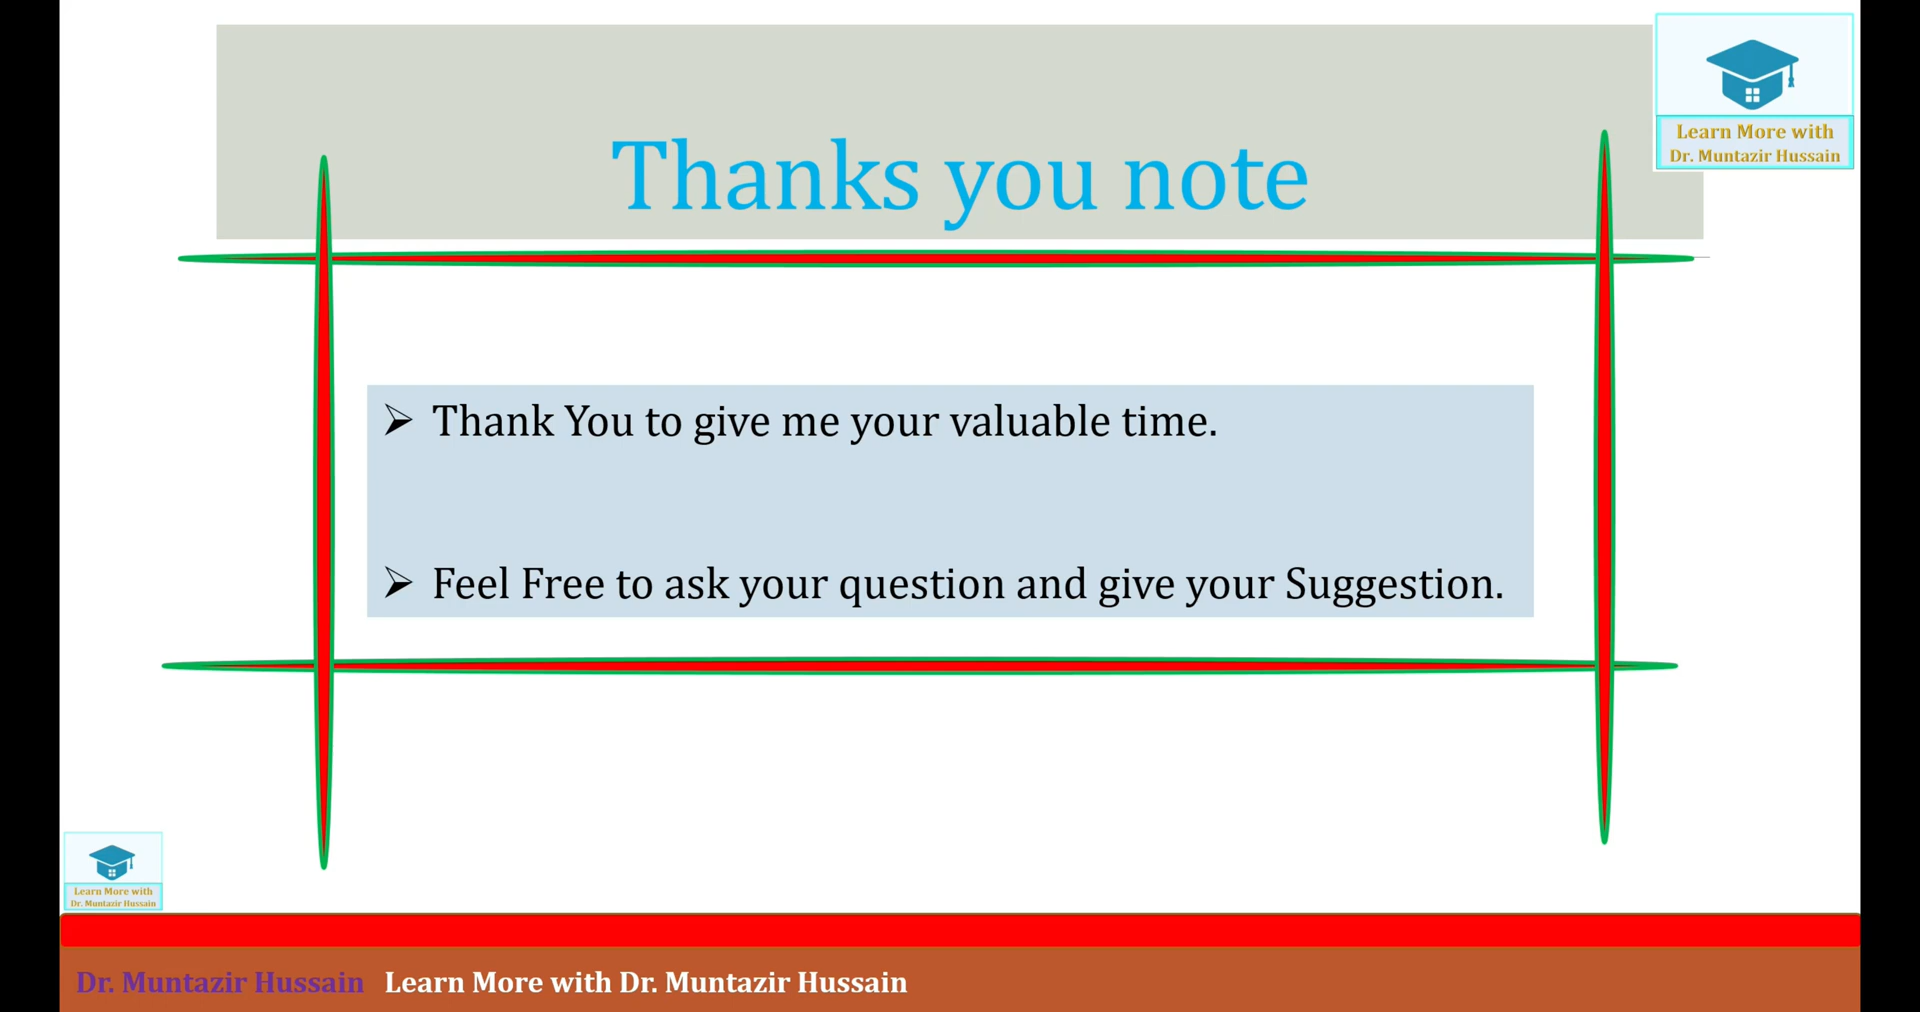 Learn More with
Dr. Muntazir Hussain
Thanks you note
Thank You to give me your valuable time.
Feel Free to ask your question and give your Suggestion.
Learn More with
Dr. Muntazir Hussain
Dr. Muntazir Hussain Learn More with Dr. Muntazir Hussain